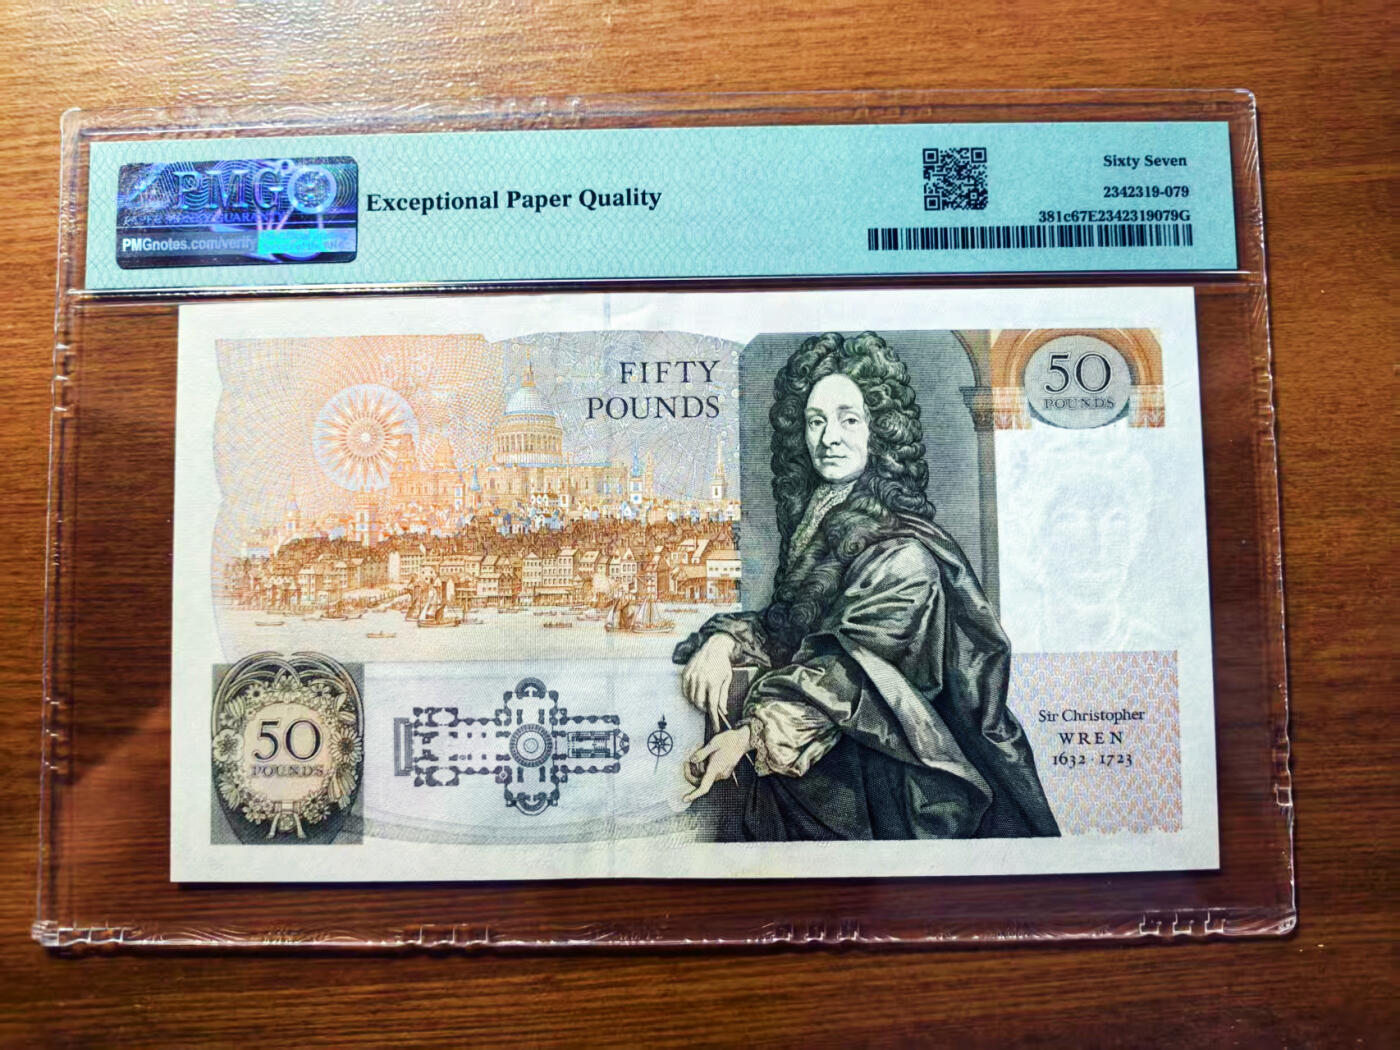 PMG
PMGnotes.com/verify
Exceptional Paper Quality
Sixty Seven
2342319-079
381c67E2342319079G
FIFTY
POUNDS
50
POUNDS
50
POUNDS
Sir Christopher
WREN
1632 · 1723